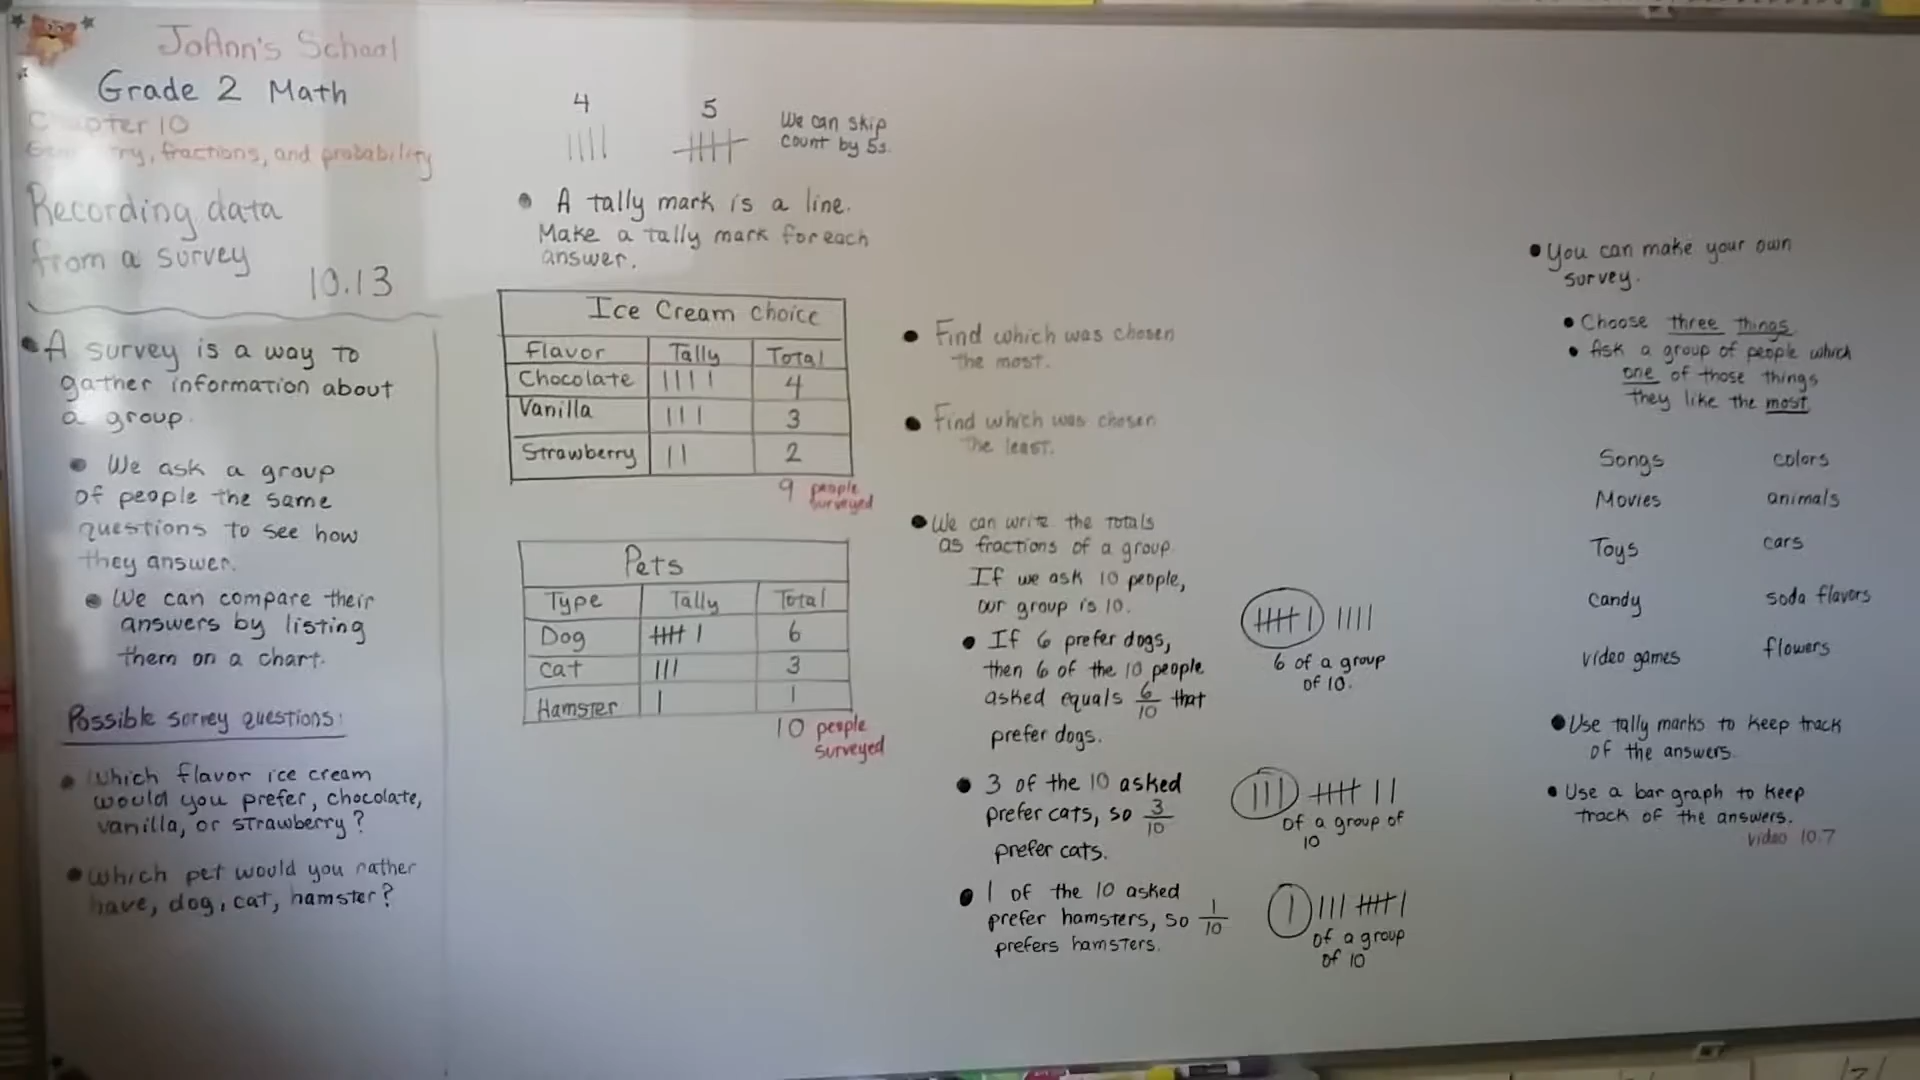 JoAnn's School
Grade 2 Math
Chapter 10
Geometry, fractions, and probability
Recording data
from a survey
10.13
• A survey is a way to
gather information about
a group.
• We ask a group
of people the same
questions to see how
they answer.
• We can compare their
answers by listing
them on a chart.
Possible survey questions:
• Which flavor ice cream
would you prefer, chocolate,
vanilla, or strawberry?
• Which pet would you rather
have, dog, cat, hamster?
4 5
We can skip
count by 5s.
• A tally mark is a line.
Make a tally mark for each
answer.
Ice Cream choice
Flavor Tally Total
Chocolate |||| 4
Vanilla ||| 3
Strawberry || 2
9 people
surveyed
Pets
Type Tally Total
Dog 6
Cat ||| 3
Hamster | 1
10 people
surveyed
• Find which was chosen
the most.
• Find which was chosen
the least.
• We can write the totals
as fractions of a group.
If we ask 10 people,
our group is 10.
• If 6 prefer dogs,
then 6 of the 10 people
asked equals 6/10 that
prefer dogs.
6 of a group
of 10.
• 3 of the 10 asked
prefer cats, so 3/10
prefer cats.
of a group of
10
• 1 of the 10 asked
prefer hamsters, so 1/10
prefers hamsters.
of a group
of 10
• You can make your own
survey.
• Choose three things
• Ask a group of people which
one of those things
they like the most.
Songs colors
Movies animals
Toys cars
candy soda flavors
video games flowers
• Use tally marks to keep track
of the answers.
• Use a bar graph to keep
track of the answers.
video 10.7